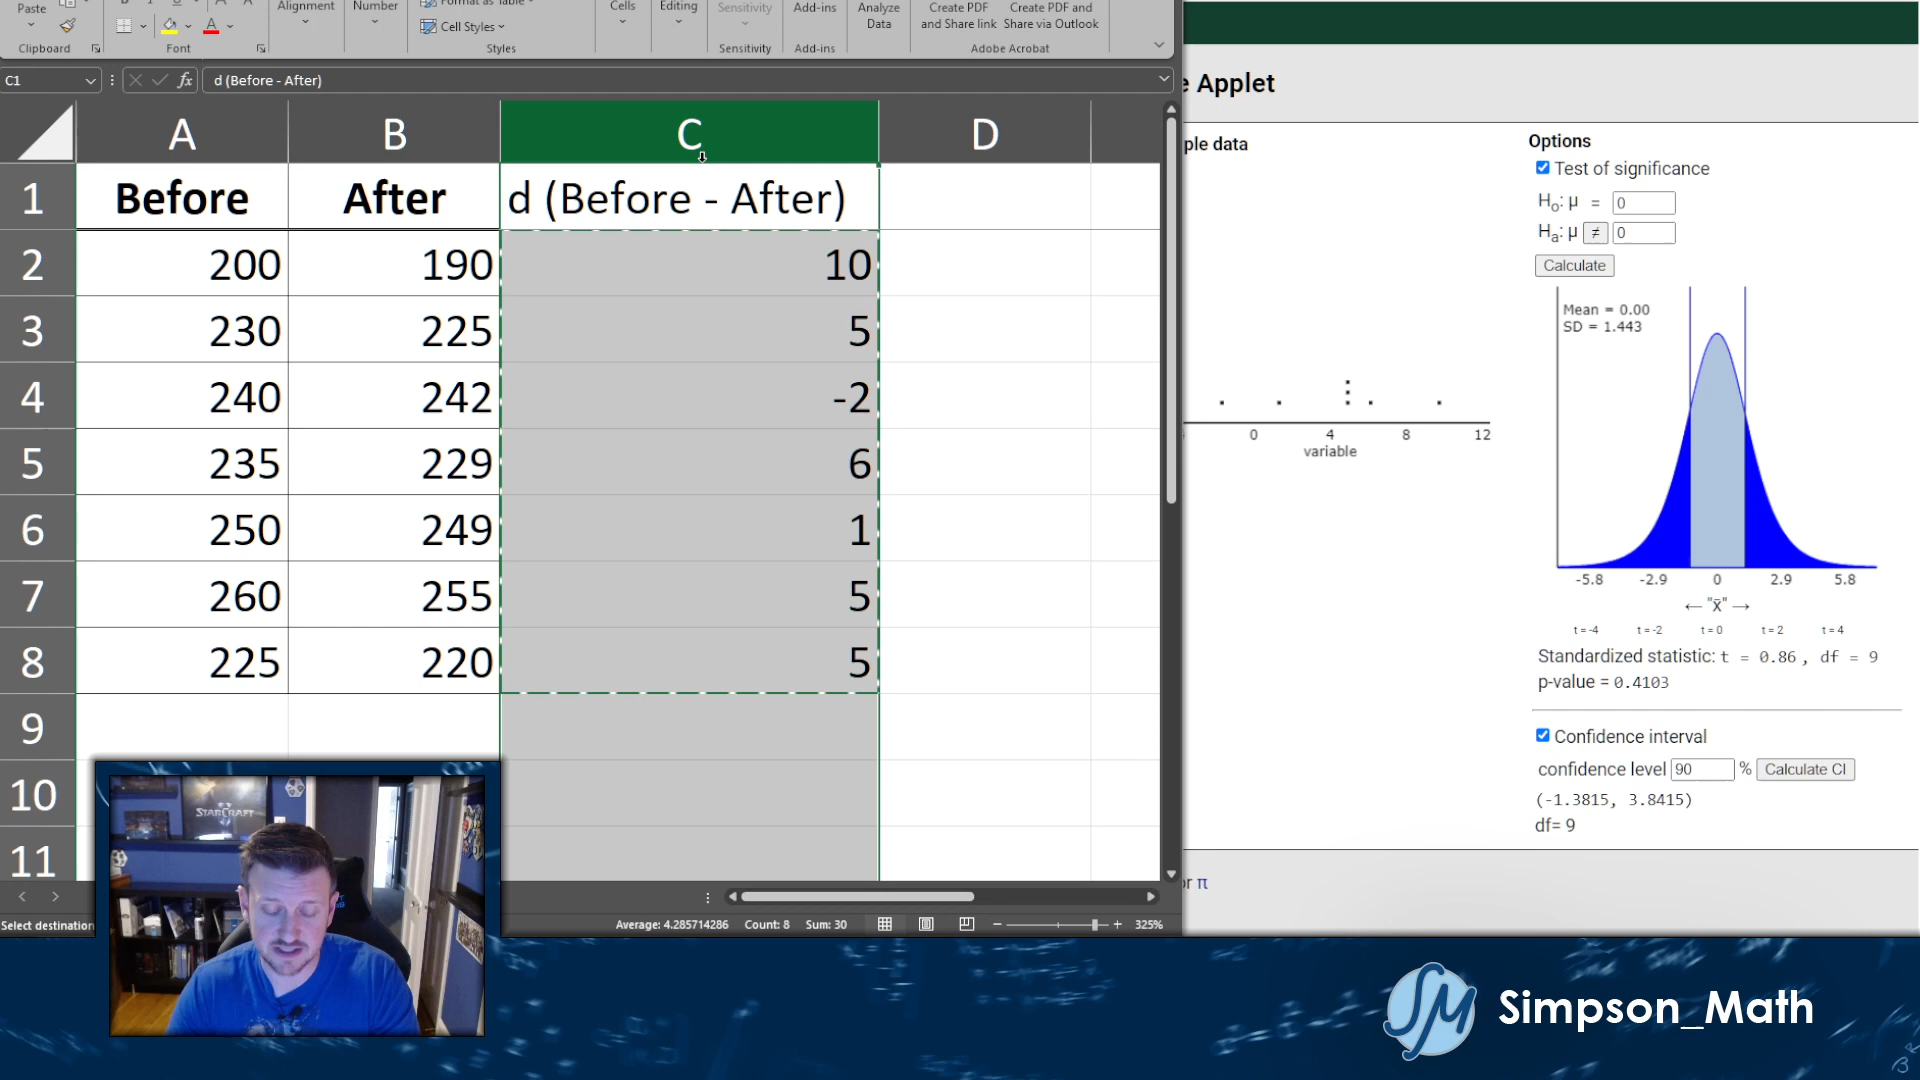 Paste
Alignment
Number
Format as Table
Cell Styles
Cells
Editing
Sensitivity
Add-ins
Analyze
Data
Create PDF
and Share link
Create PDF and
Share via Outlook
Clipboard
Font
Styles
Sensitivity
Add-ins
Adobe Acrobat
C1
fx
d (Before - After)
A B C D
1 Before After d (Before - After)
2 200 190 10
3 230 225 5
4 240 242 -2
5 235 229 6
6 250 249 1
7 260 255 5
8 225 220 5
9
10
11
STARCRAFT
Select destination
Average: 4.285714286 Count: 8 Sum: 30
325%
e Applet
ple data
0 4 8 12
variable
Options
Test of significance
Ho: μ = 0
Ha: μ ≠ 0
Calculate
Mean = 0.00
SD = 1.443
-5.8 -2.9 0 2.9 5.8
← "x̄" →
t = -4 t = -2 t = 0 t = 2 t = 4
Standardized statistic: t = 0.86 , df = 9
p-value = 0.4103
Confidence interval
confidence level 90 % Calculate CI
(-1.3815, 3.8415)
df= 9
or π
SM
Simpson_Math